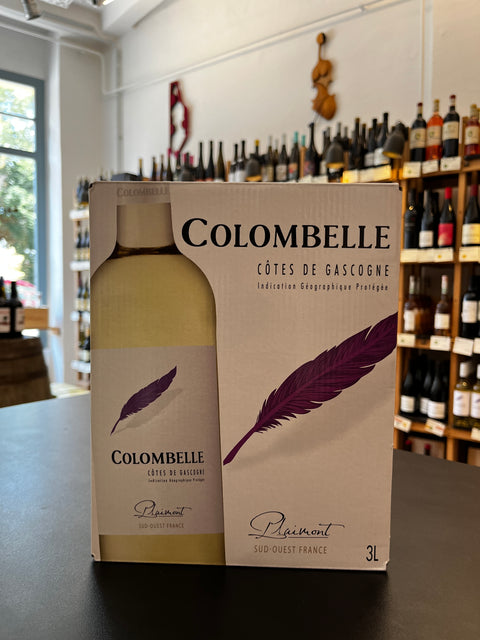 COLOMBELLE
COLOMBELLE
CÔTES DE GASCOGNE
Indication Géographique Protégée
COLOMBELLE
CÔTES DE GASCOGNE
Indication Géographique Protégée
Plaimont
SUD-OUEST FRANCE
Plaimont
SUD-OUEST FRANCE
3L